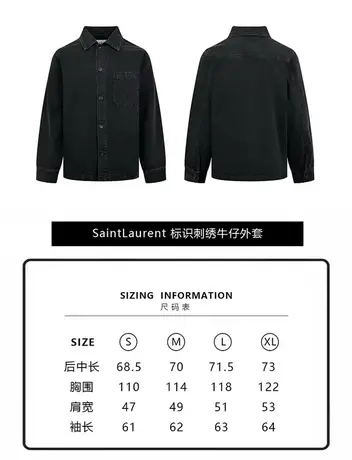 SaintLaurent 标识刺绣牛仔外套
SIZING INFORMATION
尺码表
SIZE S M L XL
后中长 68.5 70 71.5 73
胸围 110 114 118 122
肩宽 47 49 51 53
袖长 61 62 63 64